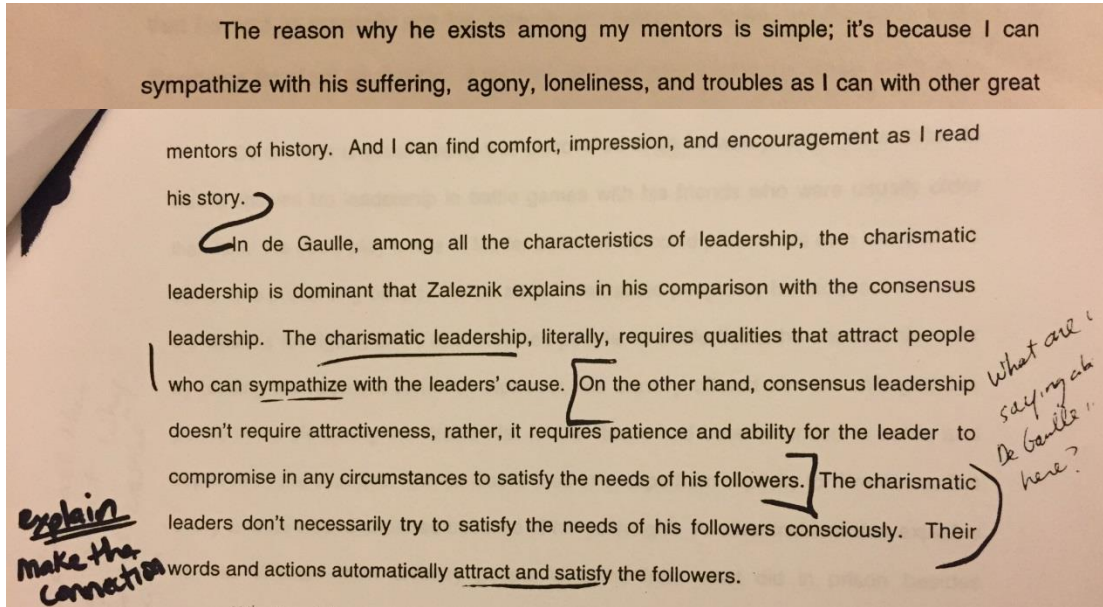 The reason why he exists among my mentors is simple; it's because I can
sympathize with his suffering, agony, loneliness, and troubles as I can with other great
mentors of history. And I can find comfort, impression, and encouragement as I read
his story.
In de Gaulle, among all the characteristics of leadership, the charismatic
leadership is dominant that Zaleznik explains in his comparison with the consensus
leadership. The charismatic leadership, literally, requires qualities that attract people
who can sympathize with the leaders' cause. On the other hand, consensus leadership
doesn't require attractiveness, rather, it requires patience and ability for the leader to
compromise in any circumstances to satisfy the needs of his followers. The charismatic
leaders don't necessarily try to satisfy the needs of his followers consciously. Their
words and actions automatically attract and satisfy the followers.
What are
saying
De Gaulle
here?
explain
make the
connection